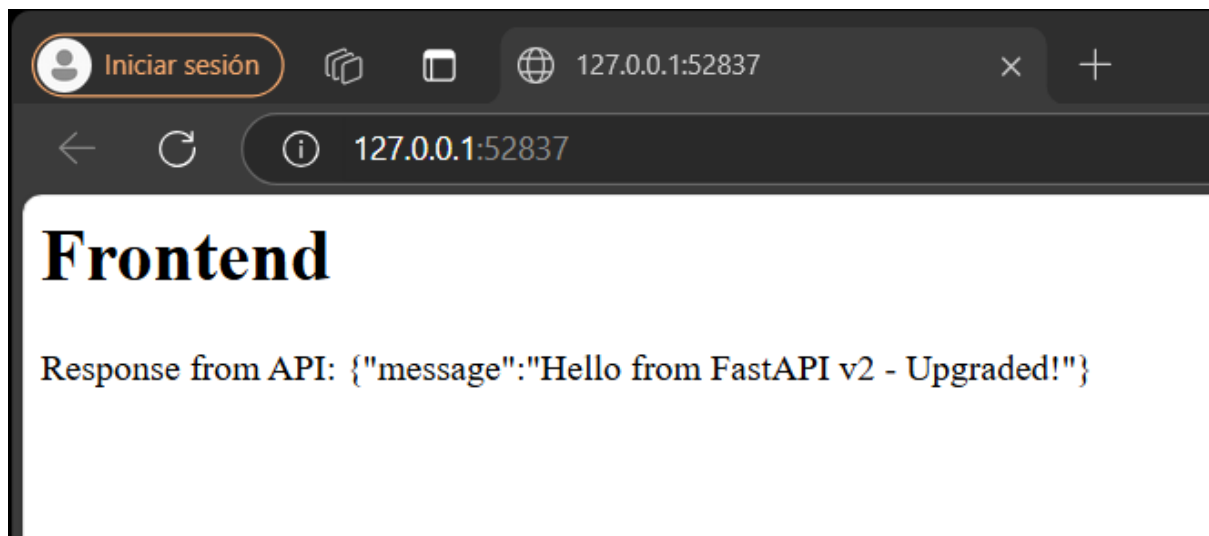 Iniciar sesión
127.0.0.1:52837
127.0.0.1:52837
Frontend
Response from API: {"message":"Hello from FastAPI v2 - Upgraded!"}